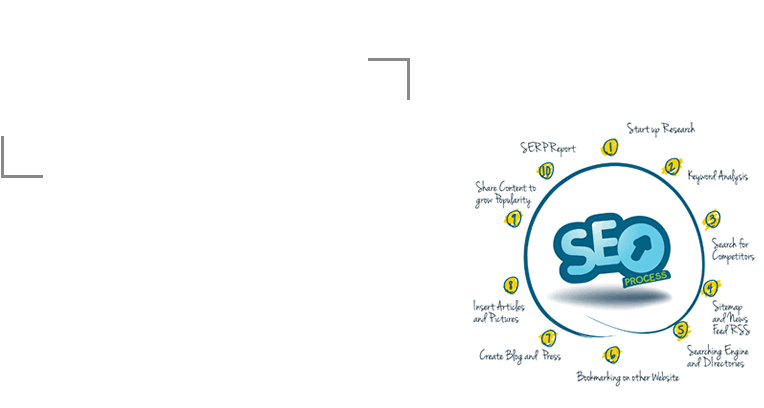 1
Start up Research
2
Keyword Analysis
3
Search for
Competitors
4
Sitemap
and News
Feed RSS
5
Searching Engine
and DIrectories
6
Bookmarking on other Website
7
Create Blog and Press
8
Insert Articles
and Pictures
9
Share Content to
grow Popularity
10
SERP Report
SEO
PROCESS